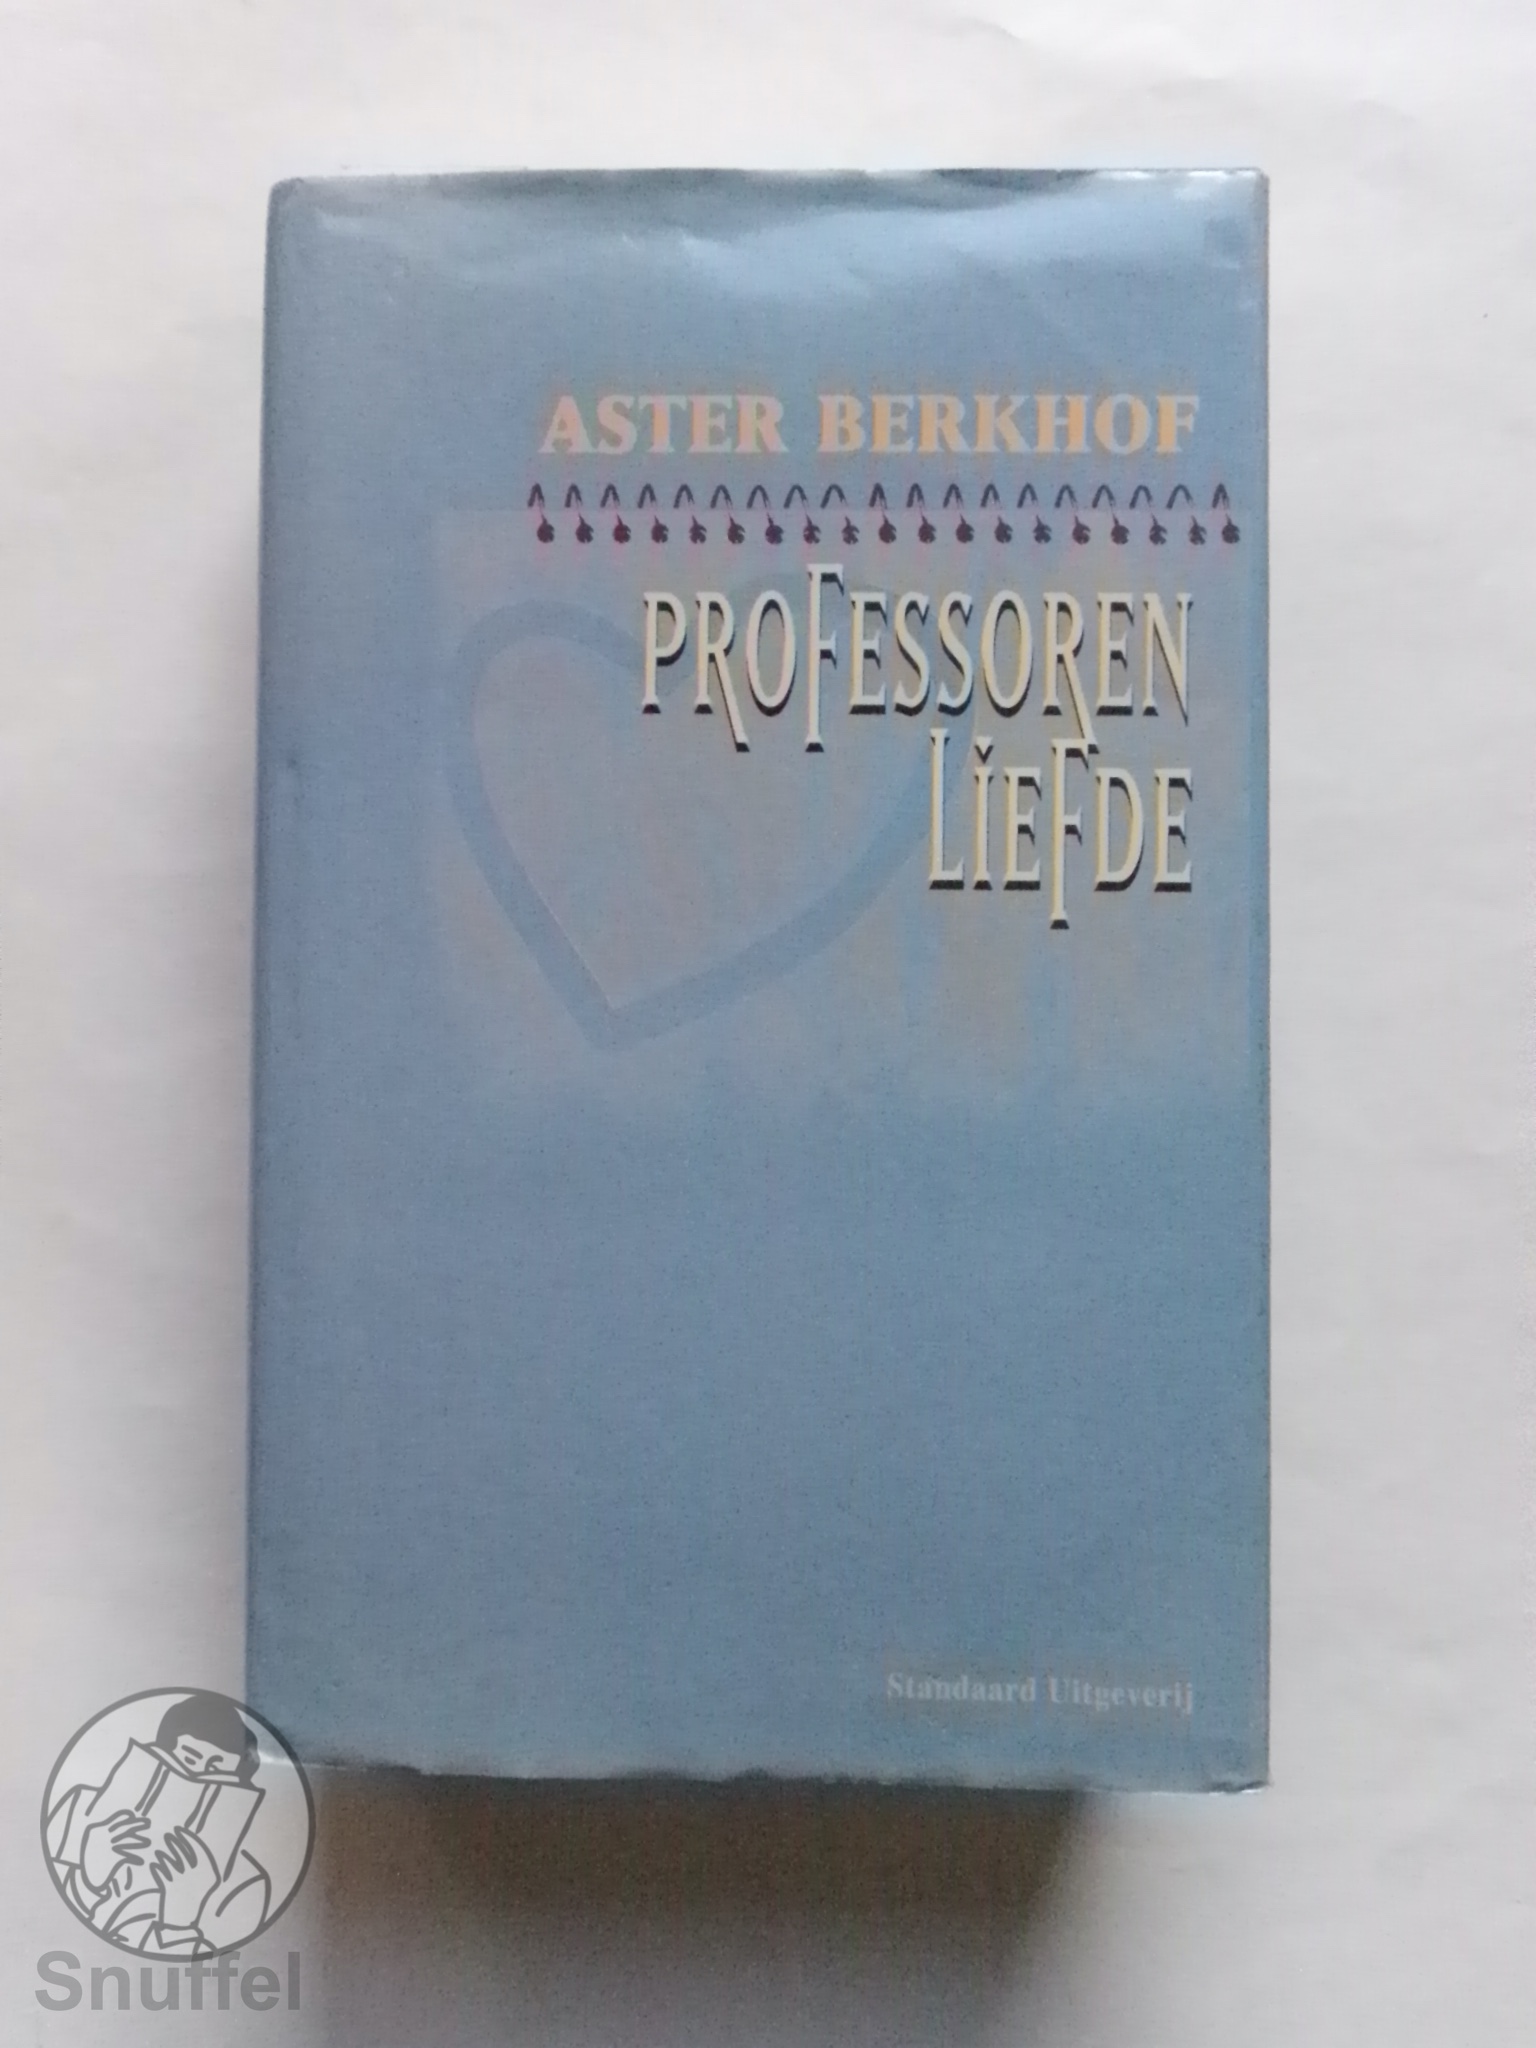 ASTER BERKHOF
PROFESSOREN
LIEFDE
Standaard Uitgeverij
Snuffel